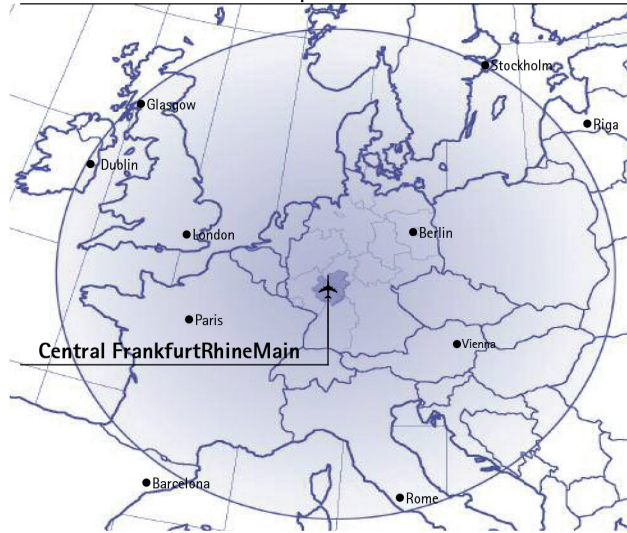 Stockholm
Glasgow
Riga
Dublin
London
Berlin
Paris
Vienna
Central FrankfurtRhineMain
Barcelona
Rome